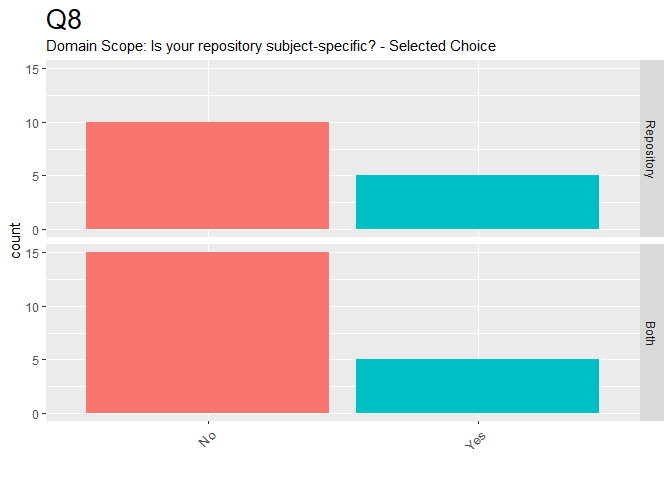 Q8
Domain Scope: Is your repository subject-specific? - Selected Choice
count
15
10
5
0
Repository
15
10
5
0
Both
No
Yes